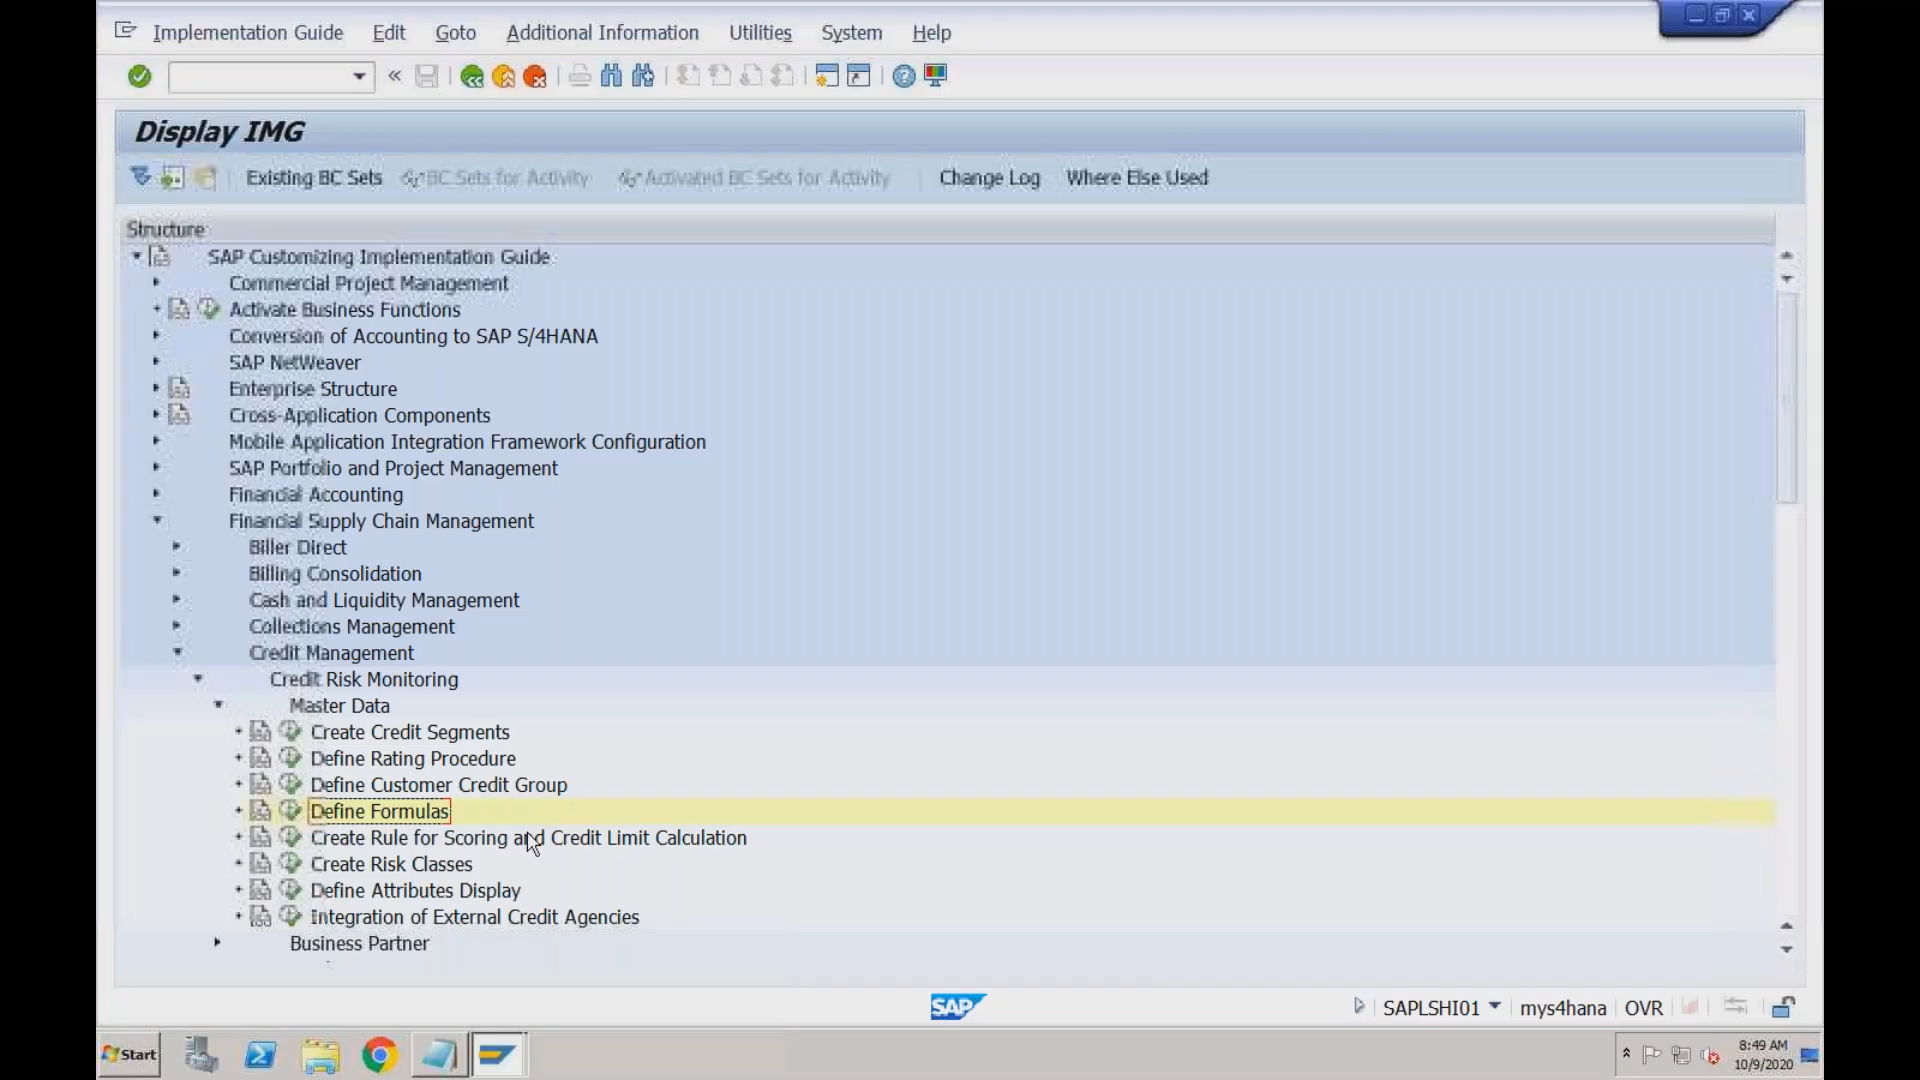 Implementation Guide Edit Goto Additional Information Utilities System Help
Display IMG
Existing BC Sets BC Sets for Activity Activated BC Sets for Activity Change Log Where Else Used
Structure
SAP Customizing Implementation Guide
Commercial Project Management
Activate Business Functions
Conversion of Accounting to SAP S/4HANA
SAP NetWeaver
Enterprise Structure
Cross-Application Components
Mobile Application Integration Framework Configuration
SAP Portfolio and Project Management
Financial Accounting
Financial Supply Chain Management
Biller Direct
Billing Consolidation
Cash and Liquidity Management
Collections Management
Credit Management
Credit Risk Monitoring
Master Data
Create Credit Segments
Define Rating Procedure
Define Customer Credit Group
Define Formulas
Create Rule for Scoring and Credit Limit Calculation
Create Risk Classes
Define Attributes Display
Integration of External Credit Agencies
Business Partner
SAP SAPLSHI01 mys4hana OVR
Start 8:49 AM
10/9/2020